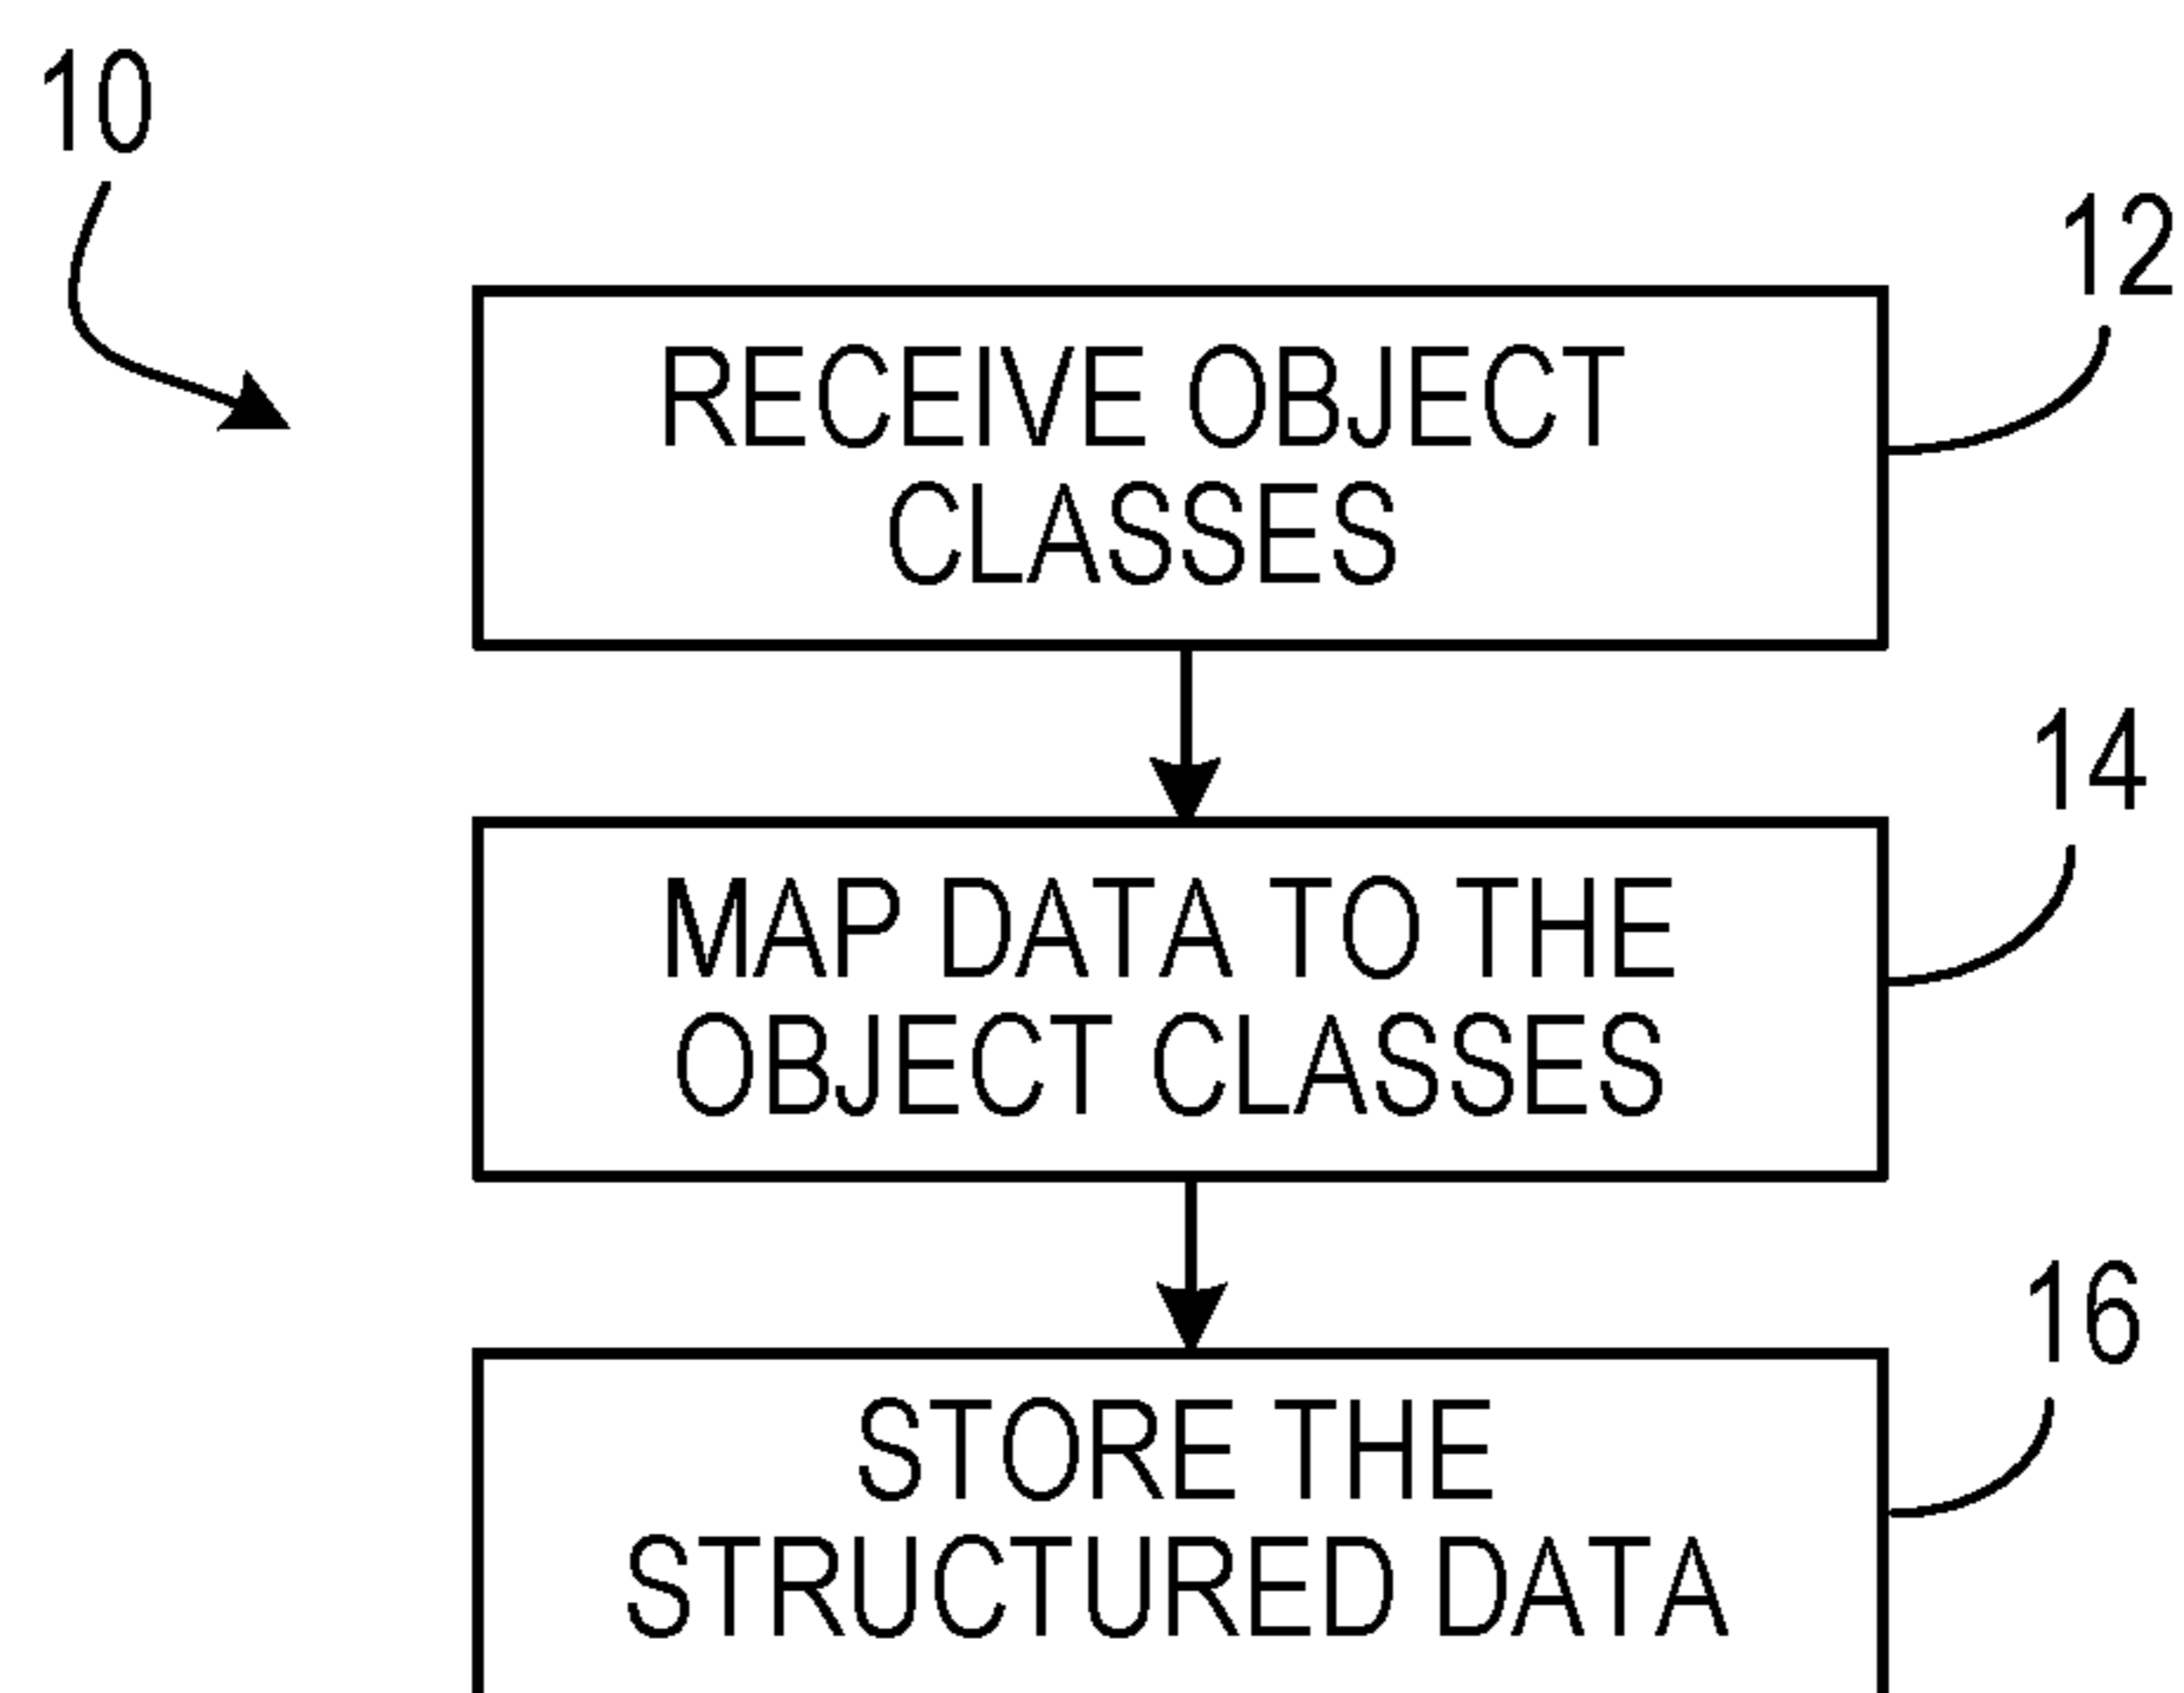 10
12
RECEIVE OBJECT
CLASSES
14
MAP DATA TO THE
OBJECT CLASSES
16
STORE THE
STRUCTURED DATA